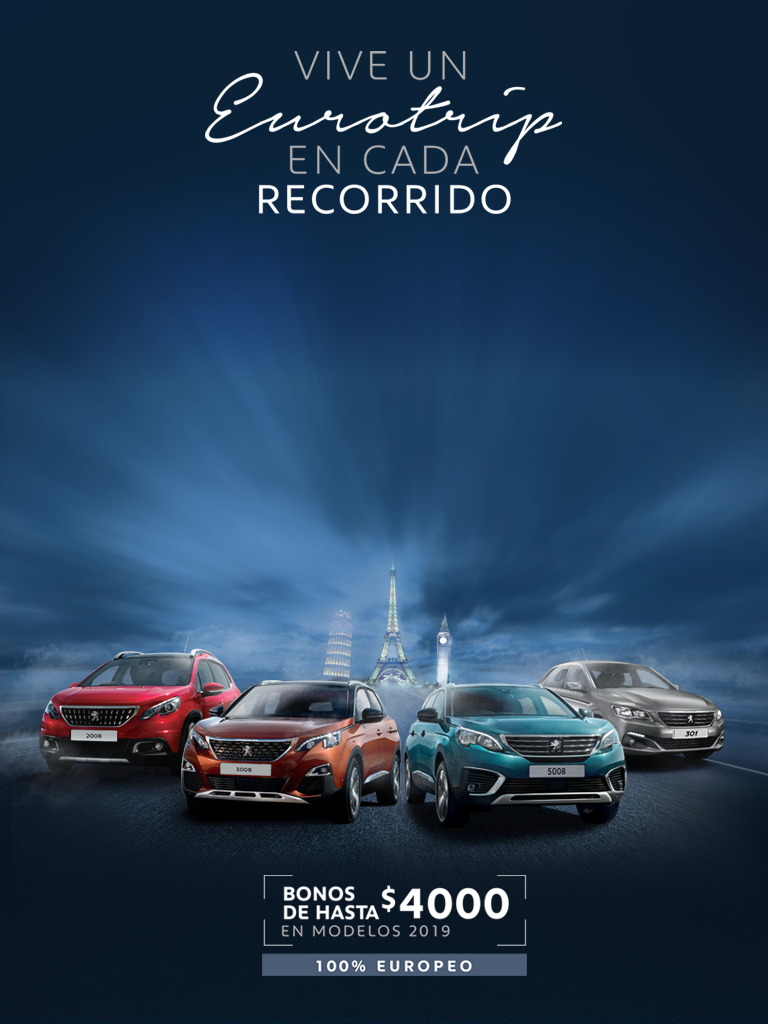 VIVE UN
Eurotrip
EN CADA
RECORRIDO
2008
3008
5008
301
BONOS
DE HASTA $4000
EN MODELOS 2019
100% EUROPEO